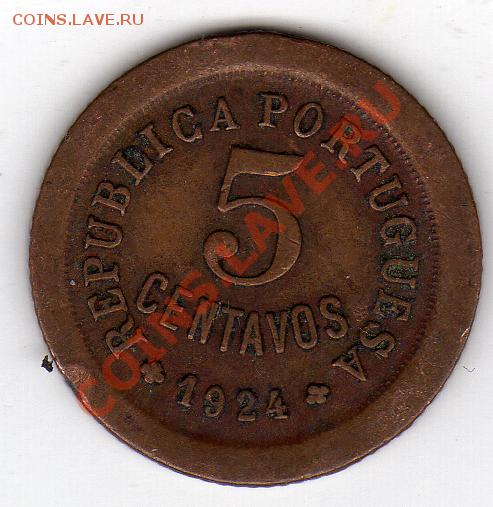 COINS.LAVE.RU
REPUBLICA PORTUGUESA
5
CENTAVOS
1924
COINS.LAVE.RU